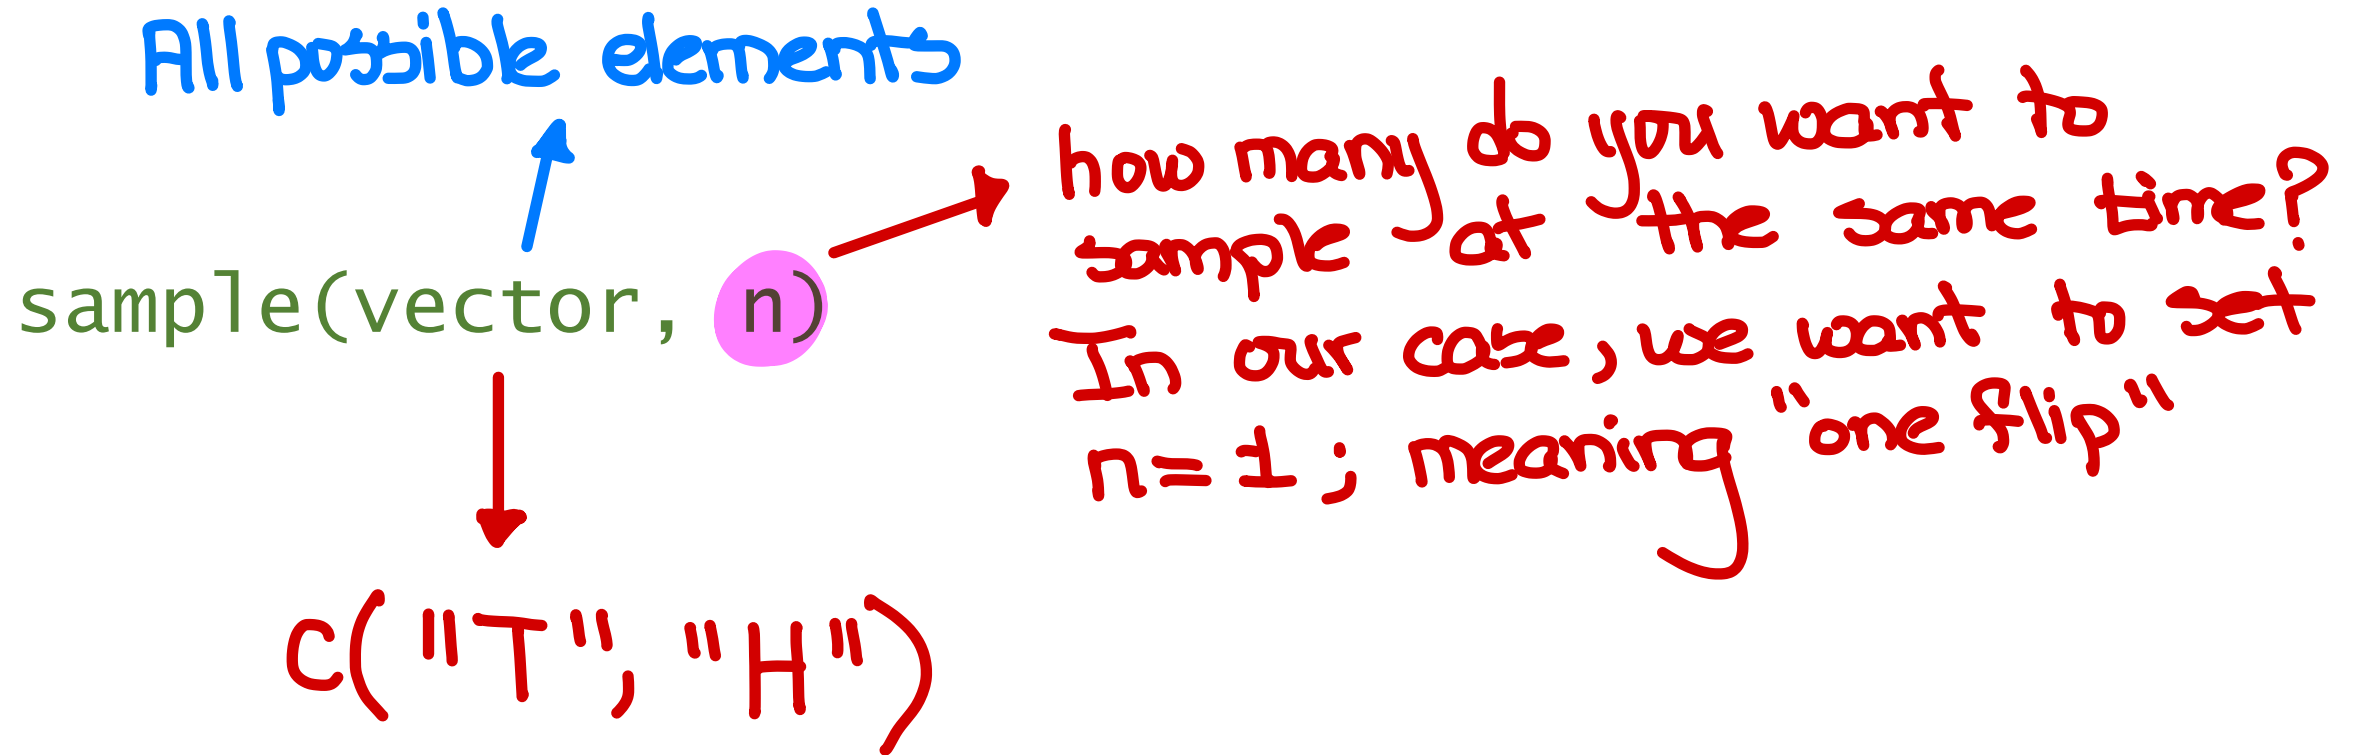 All possible elements
how many do you want to
sample at the same time?
sample(vector, n)
In our case, we want to set
n=1; meaning "one flip"
C("T", "H")